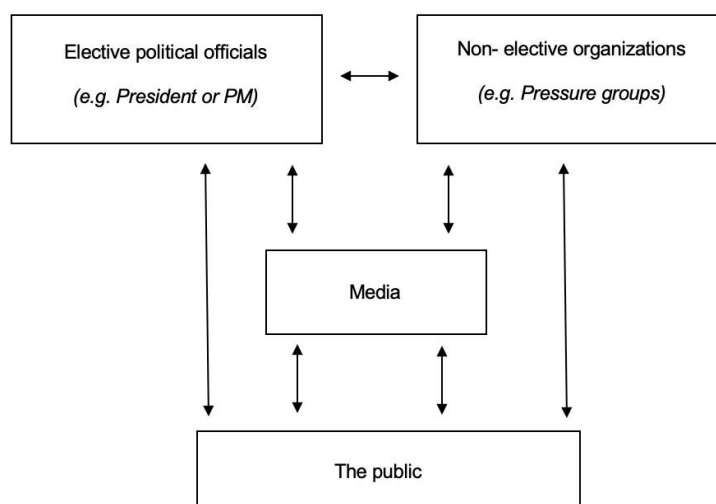 Elective political officials
(e.g. President or PM)
Non- elective organizations
(e.g. Pressure groups)
Media
The public